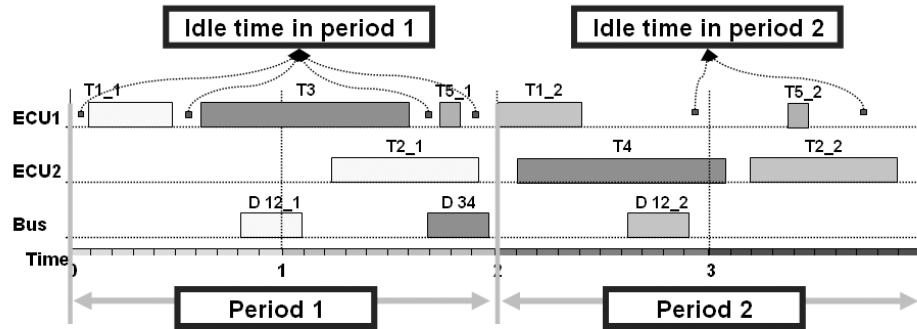 Idle time in period 1 Idle time in period 2
T1_1 T3 T5_1 T1_2 T5_2
ECU1
T2_1 T4 T2_2
ECU2
D 12_1 D 34 D 12_2
Bus
Time
0 1 2 3
Period 1 Period 2